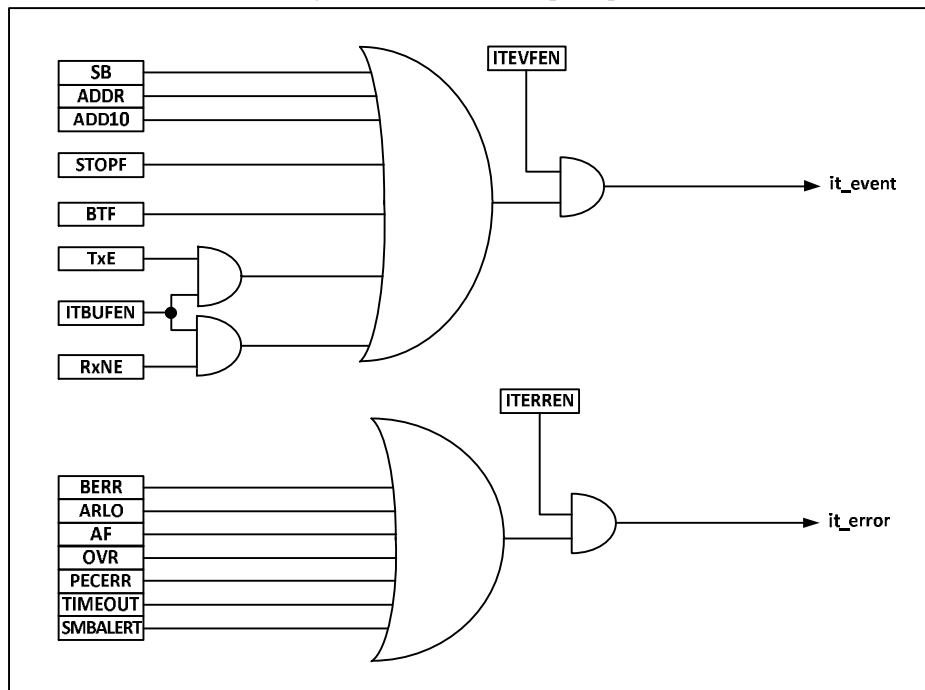 ITEVFEN
SB
ADDR
ADD10
STOPF
it_event
BTF
TxE
ITBUFEN
RxNE
ITERREN
BERR
ARLO
it_error
AF
OVR
PECERR
TIMEOUT
SMBALERT